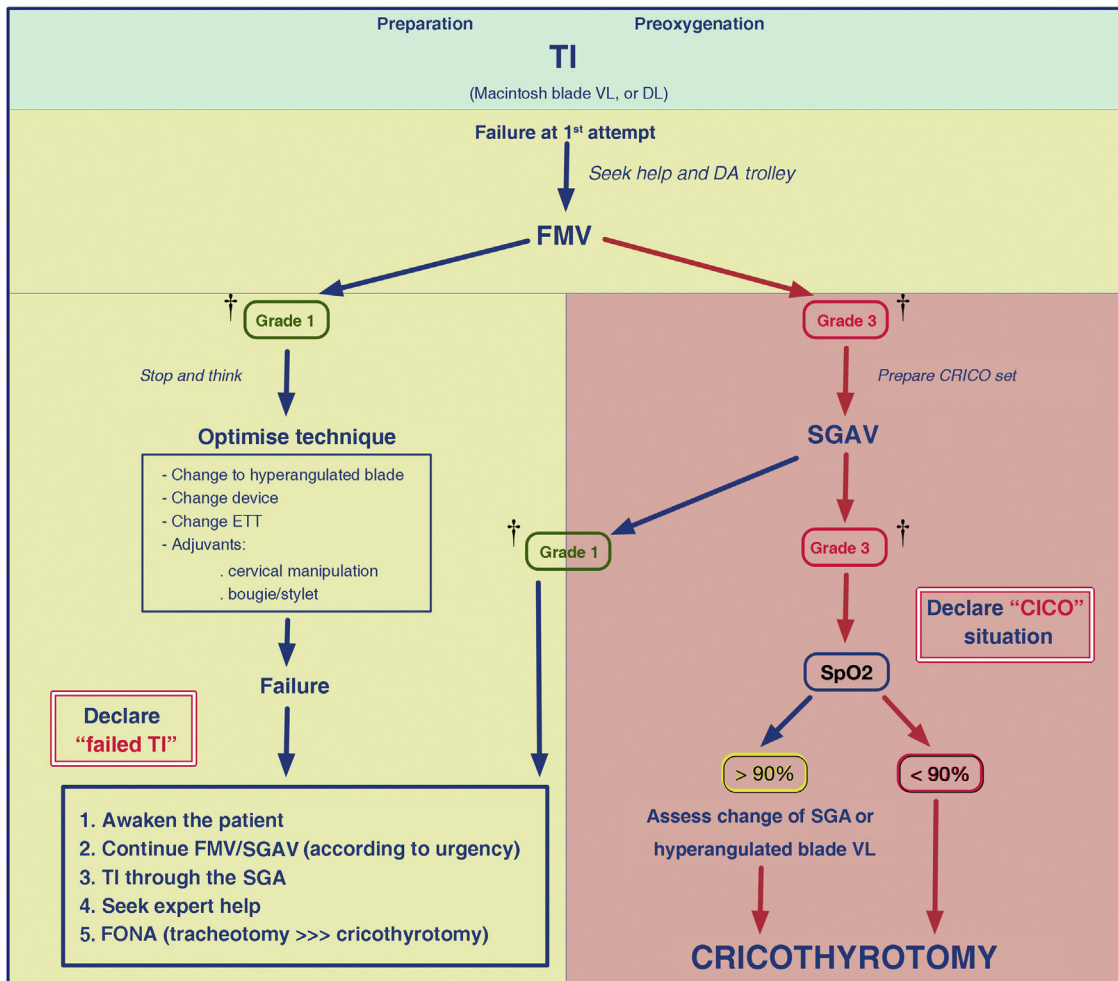 Preparation
Preoxygenation
TI
(Macintosh blade VL, or DL)
Failure at 1st attempt
Seek help and DA trolley
FMV
† Grade 1
Grade 3 †
Stop and think
Prepare CRICO set
Optimise technique
- Change to hyperangulated blade
- Change device
- Change ETT
- Adjuvants:
. cervical manipulation
. bougie/stylet
SGAV
† Grade 1
Grade 3 †
Declare “CICO”
situation
Failure
SpO2
Declare
“failed TI”
> 90%
< 90%
Assess change of SGA or
hyperangulated blade VL
1. Awaken the patient
2. Continue FMV/SGAV (according to urgency)
3. TI through the SGA
4. Seek expert help
5. FONA (tracheotomy >>> cricothyrotomy)
CRICOTHYROTOMY